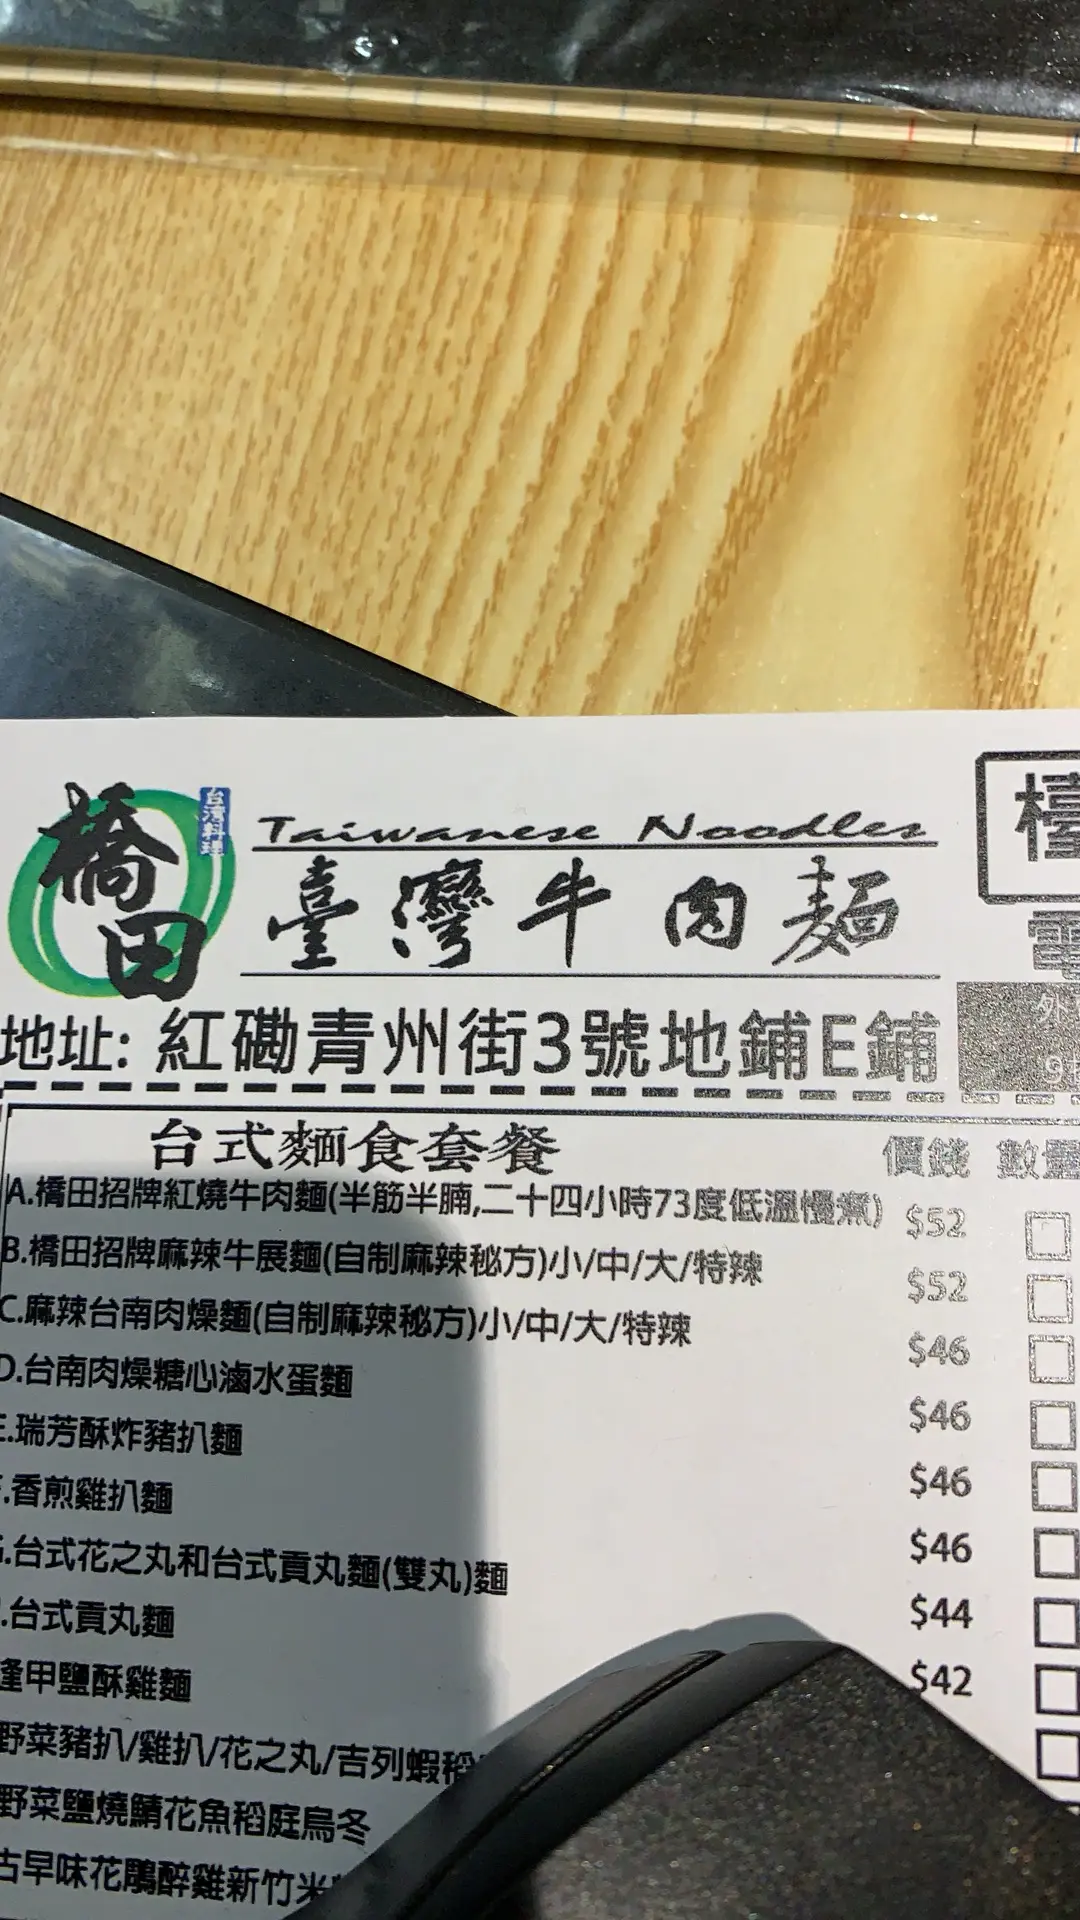 橋田
台灣料理
Taiwanese Noodles
臺灣牛肉麵
地址: 紅磡青州街3號地鋪E鋪
台式麵食套餐 價錢 數量
A.橋田招牌紅燒牛肉麵(半筋半腩,二十四小時73度低溫慢煮) $52
B.橋田招牌麻辣牛展麵(自制麻辣秘方)小/中/大/特辣 $52
C.麻辣台南肉燥麵(自制麻辣秘方)小/中/大/特辣 $46
D.台南肉燥糖心滷水蛋麵 $46
E.瑞芳酥炸豬扒麵 $46
.香煎雞扒麵 $46
.台式花之丸和台式貢丸麵(雙丸)麵 $44
.台式貢丸麵 $42
逢甲鹽酥雞麵
野菜豬扒/雞扒/花之丸/吉列蝦稻
野菜鹽燒鯖花魚稻庭烏冬
古早味花鵰醉雞新竹米